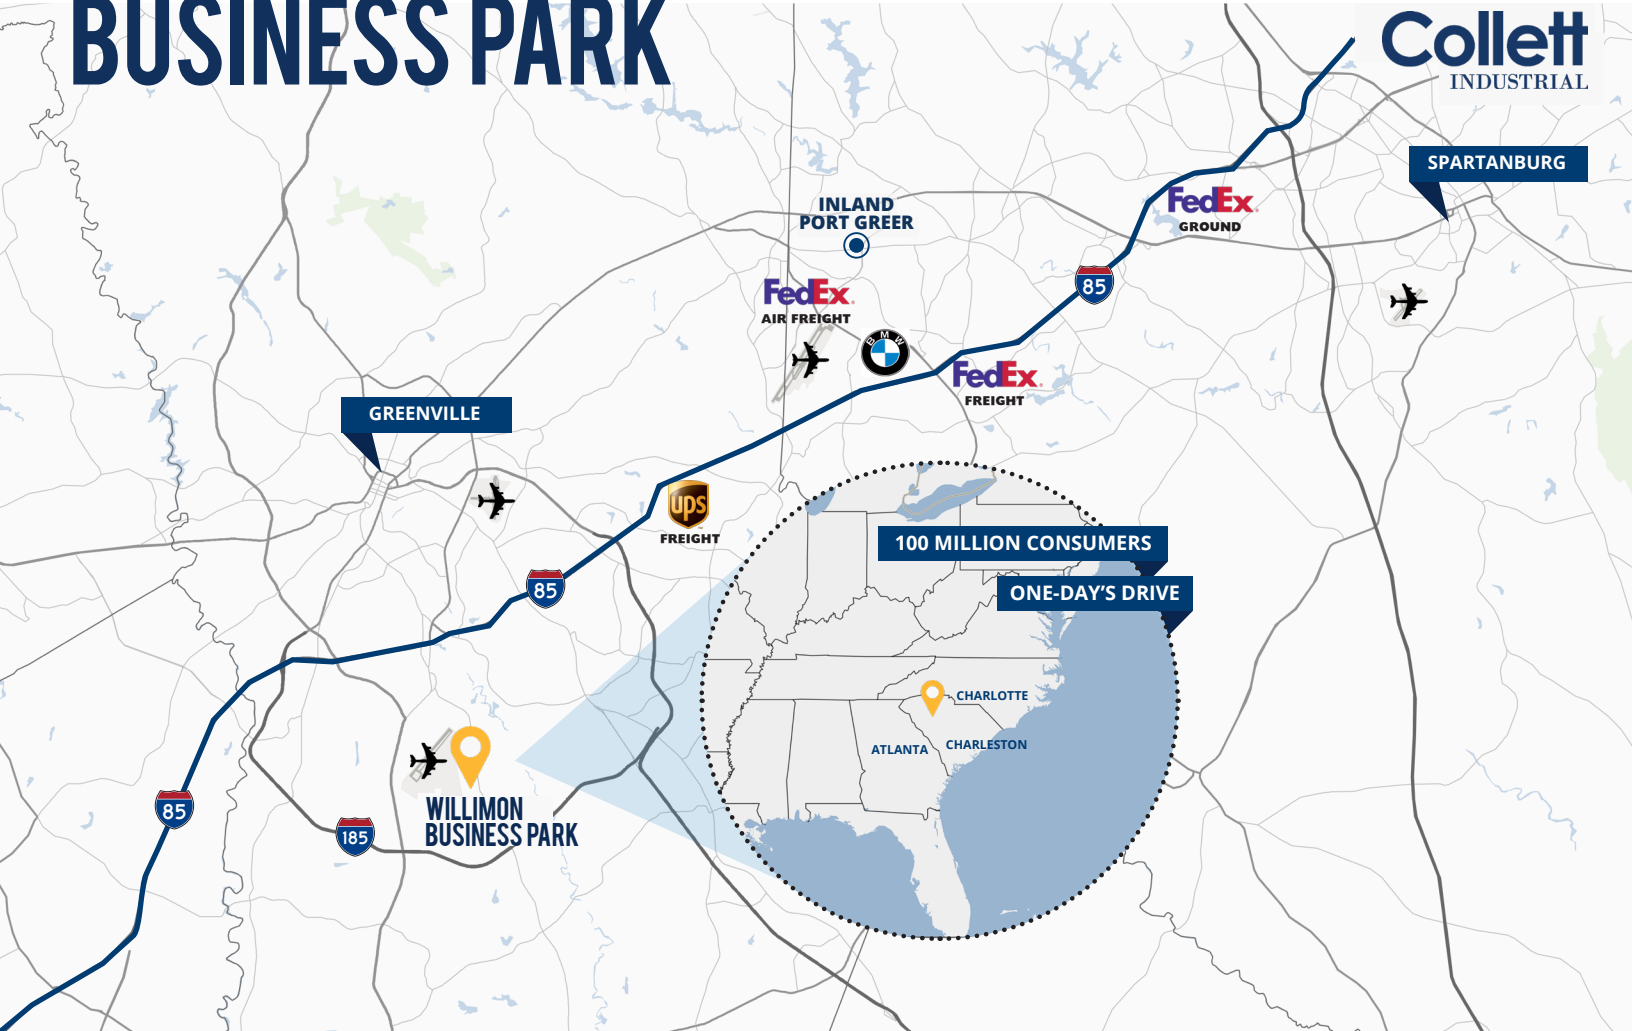 BUSINESS PARK
Collett
INDUSTRIAL
SPARTANBURG
FedEx.
GROUND
INLAND
PORT GREER
85
FedEx.
AIR FREIGHT
BMW
FedEx.
FREIGHT
GREENVILLE
ups
FREIGHT
85
100 MILLION CONSUMERS
ONE-DAY'S DRIVE
CHARLOTTE
ATLANTA
CHARLESTON
WILLIMON
BUSINESS PARK
85
185